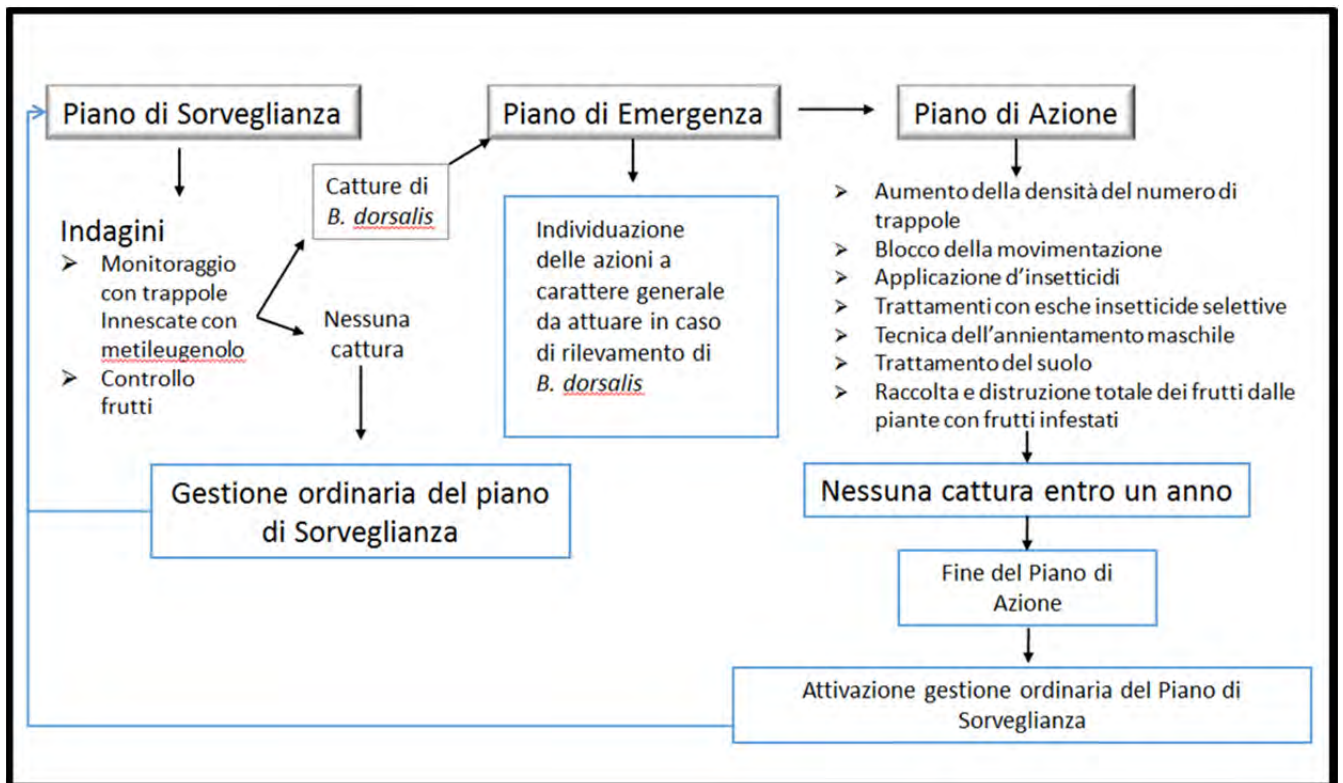 Piano di Sorveglianza
Indagini
➢ Monitoraggio
con trappole
Innescate con
metileugenolo
➢ Controllo
frutti
Catture di
B. dorsalis
Nessuna
cattura
Gestione ordinaria del piano
di Sorveglianza
Piano di Emergenza
Individuazione
delle azioni a
carattere generale
da attuare in caso
di rilevamento di
B. dorsalis
Piano di Azione
➢ Aumento della densità del numero di
trappole
➢ Blocco della movimentazione
➢ Applicazione d'insetticidi
➢ Trattamenti con esche insetticide selettive
➢ Tecnica dell'annientamento maschile
➢ Trattamento del suolo
➢ Raccolta e distruzione totale dei frutti dalle
piante con frutti infestati
Nessuna cattura entro un anno
Fine del Piano di
Azione
Attivazione gestione ordinaria del Piano di
Sorveglianza